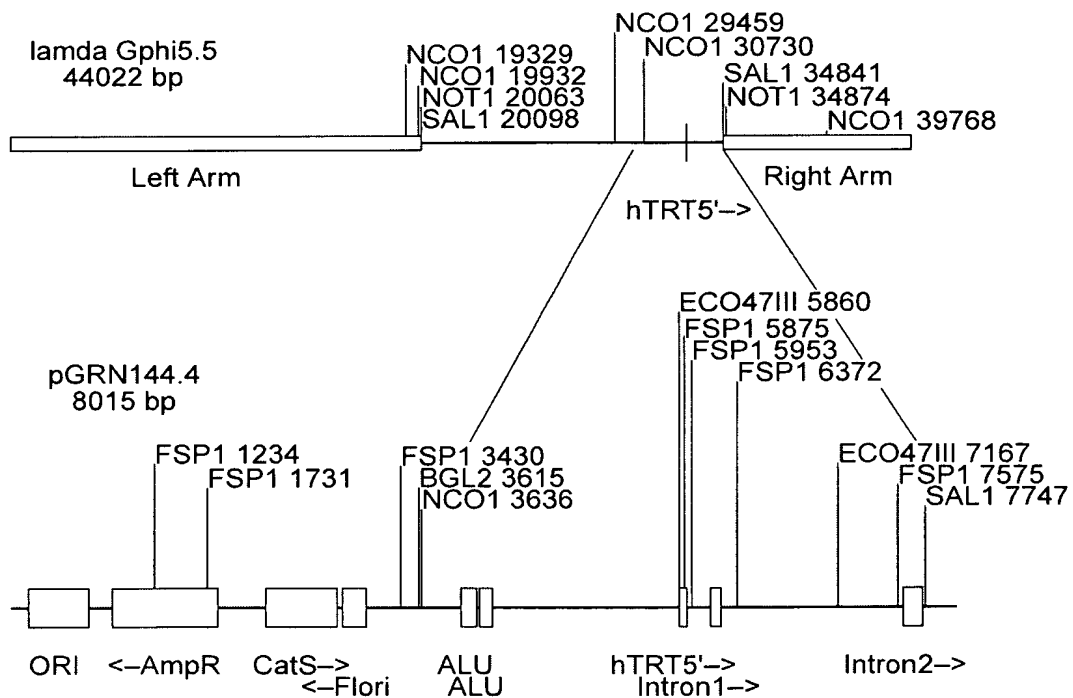 lamda Gphi5.5
44022 bp
NCO1 19329
NCO1 19932
NOT1 20063
SAL1 20098
NCO1 29459
NCO1 30730
SAL1 34841
NOT1 34874
NCO1 39768
Left Arm
Right Arm
hTRT5'–>
pGRN144.4
8015 bp
ECO47III 5860
FSP1 5875
FSP1 5953
FSP1 6372
FSP1 1234
FSP1 1731
FSP1 3430
BGL2 3615
NCO1 3636
ECO47III 7167
FSP1 7575
SAL1 7747
ORI
<–AmpR
CatS–>
<–Flori
ALU
ALU
hTRT5'–>
Intron1–>
Intron2–>